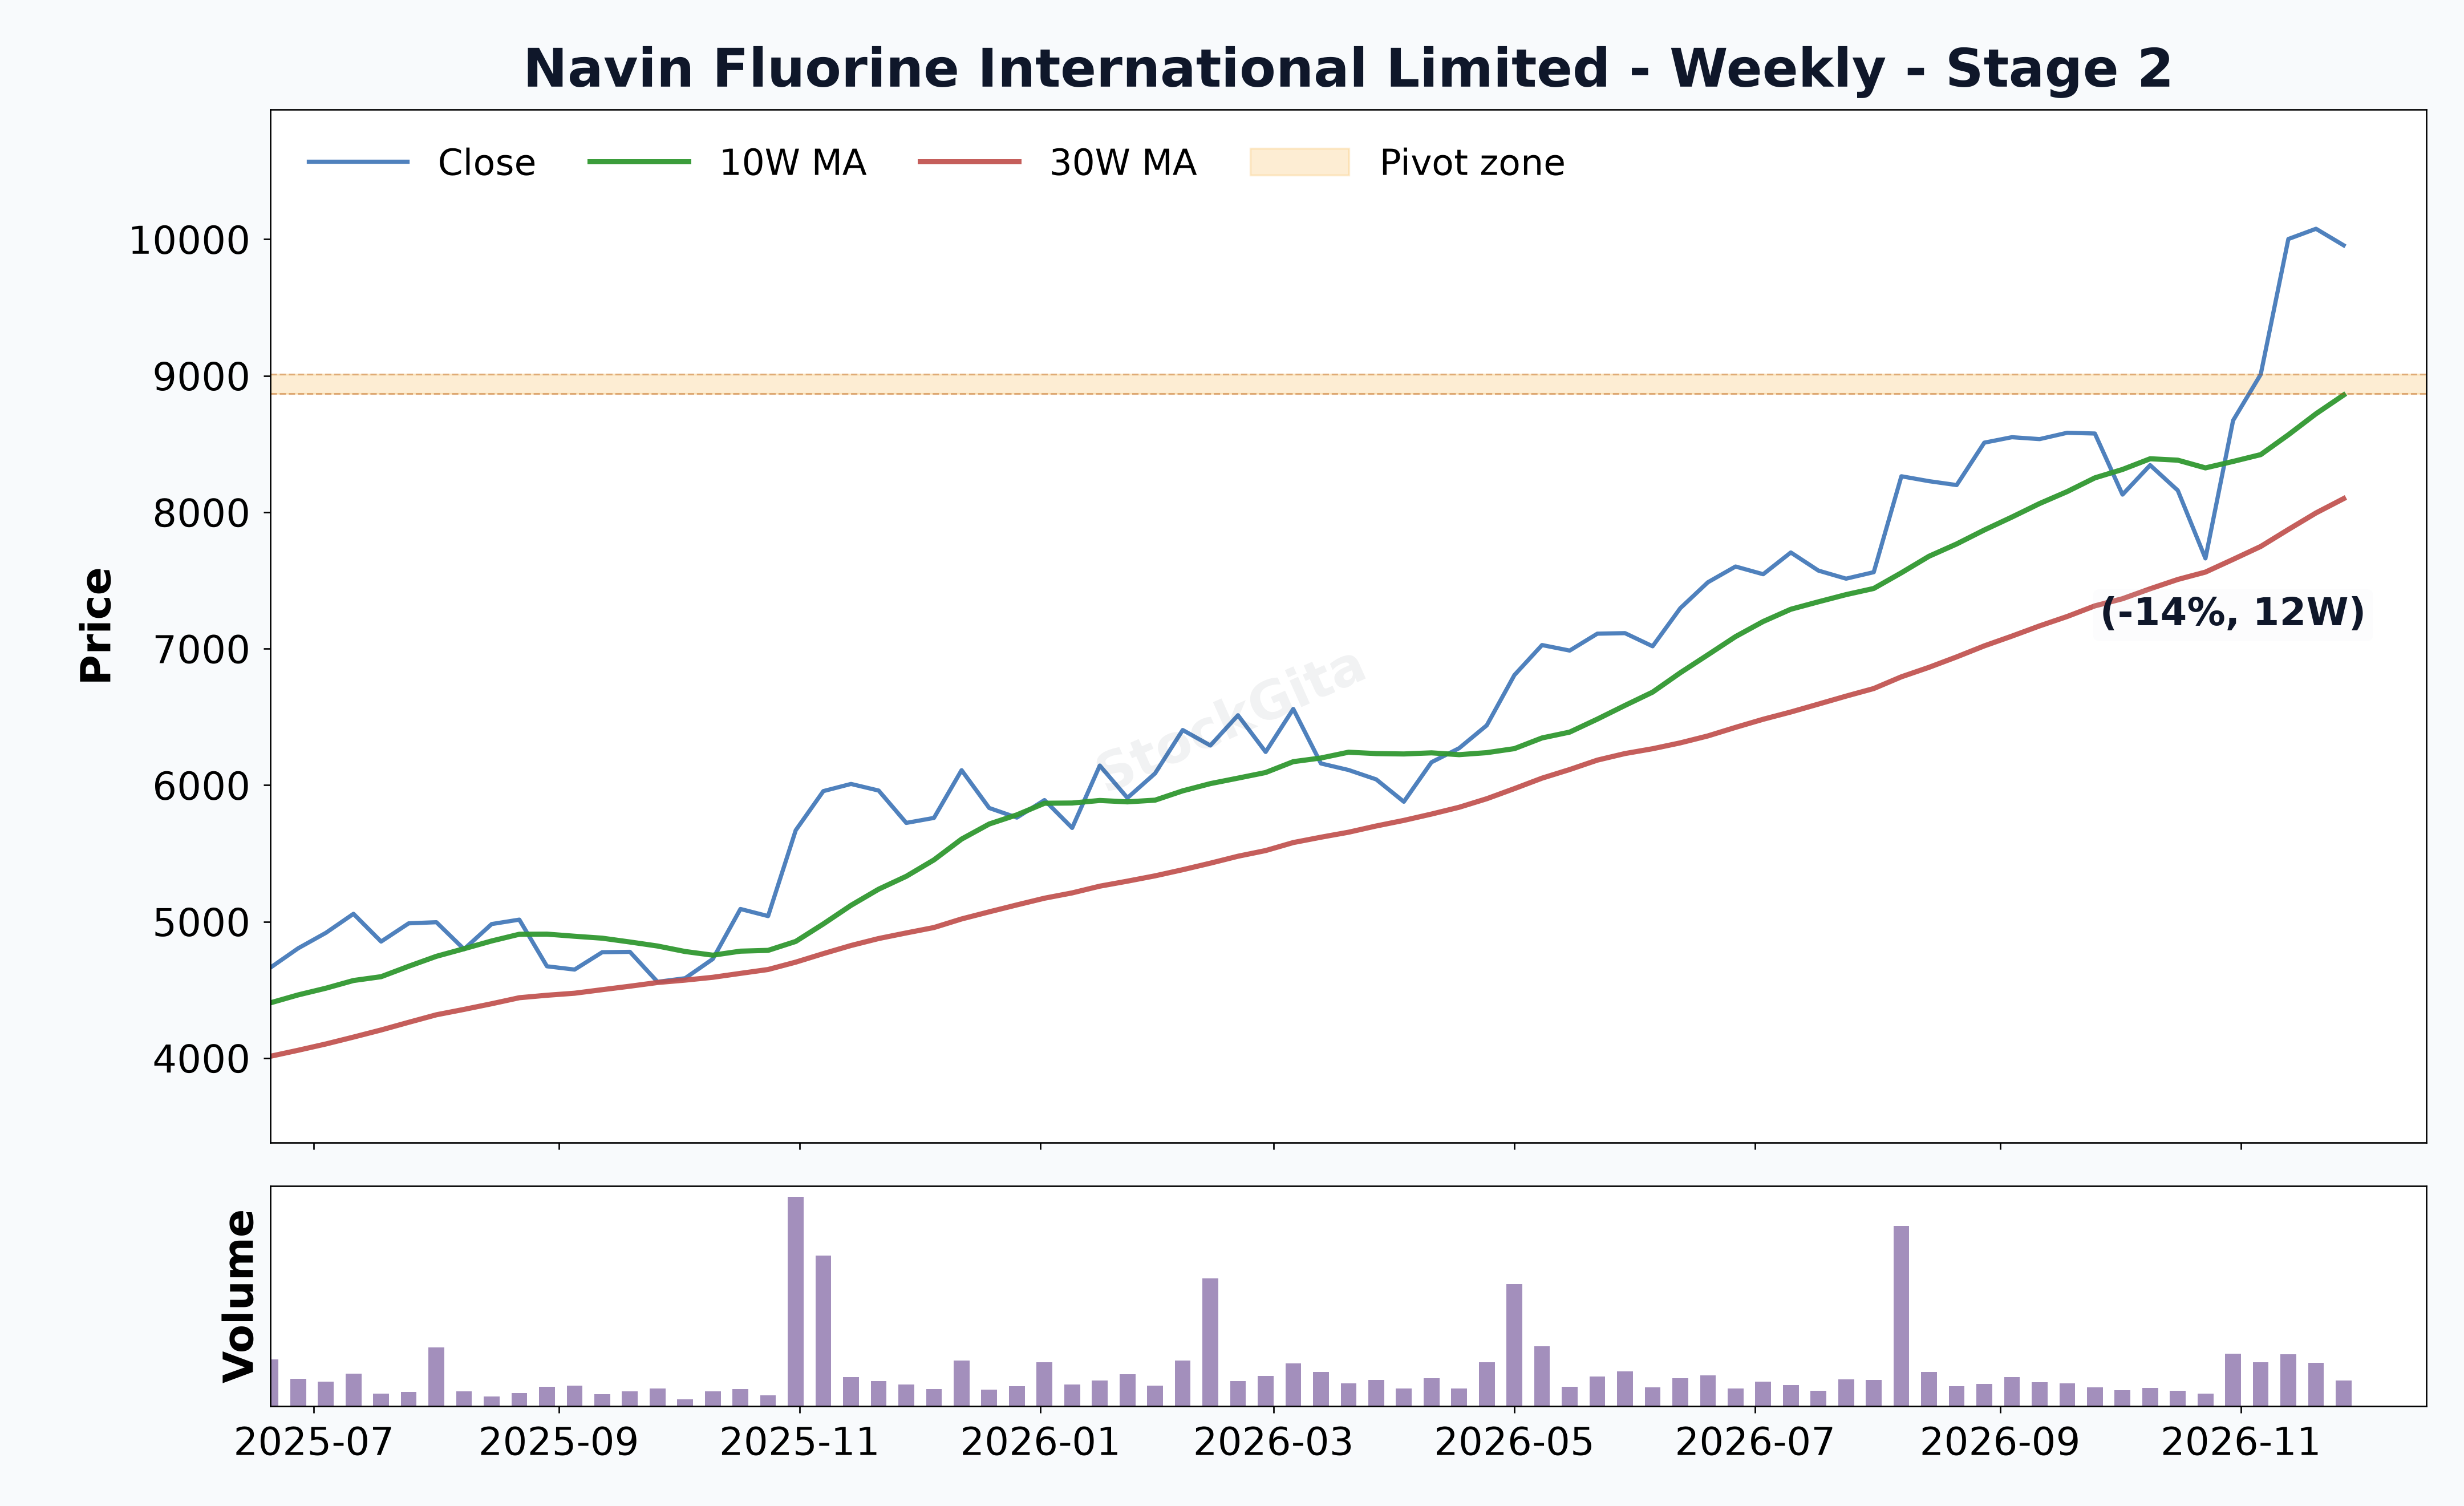 Navin Fluorine International Limited - Weekly - Stage 2
Close 10W MA 30W MA Pivot zone
10000
9000
8000
7000
6000
5000
4000
Price
(-14%, 12W)
StockGita
Volume
2025-07 2025-09 2025-11 2026-01 2026-03 2026-05 2026-07 2026-09 2026-11